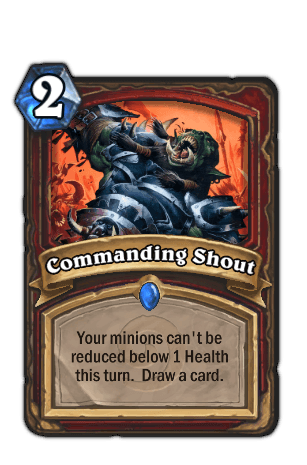 2
Commanding Shout
Your minions can't be
reduced below 1 Health
this turn.  Draw a card.